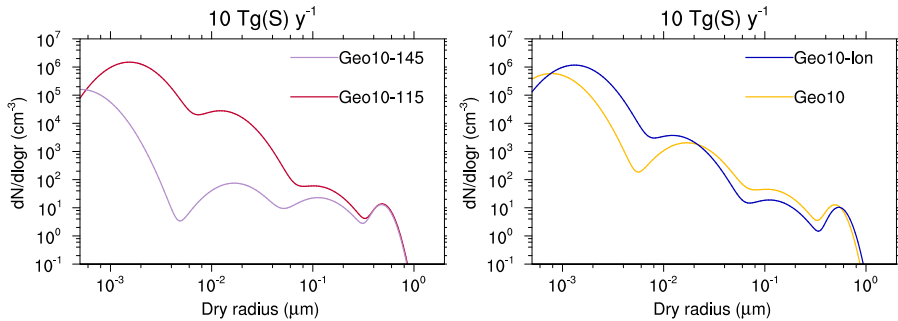 10 Tg(S) y⁻¹
dN/dlogr (cm⁻³)
10⁷
10⁶
10⁵
10⁴
10³
10²
10¹
10⁰
10⁻¹
Geo10-145
Geo10-115
10⁻³
10⁻²
10⁻¹
10⁰
Dry radius (μm)
10 Tg(S) y⁻¹
dN/dlogr (cm⁻³)
10⁷
10⁶
10⁵
10⁴
10³
10²
10¹
10⁰
10⁻¹
Geo10-Ion
Geo10
10⁻³
10⁻²
10⁻¹
10⁰
Dry radius (μm)